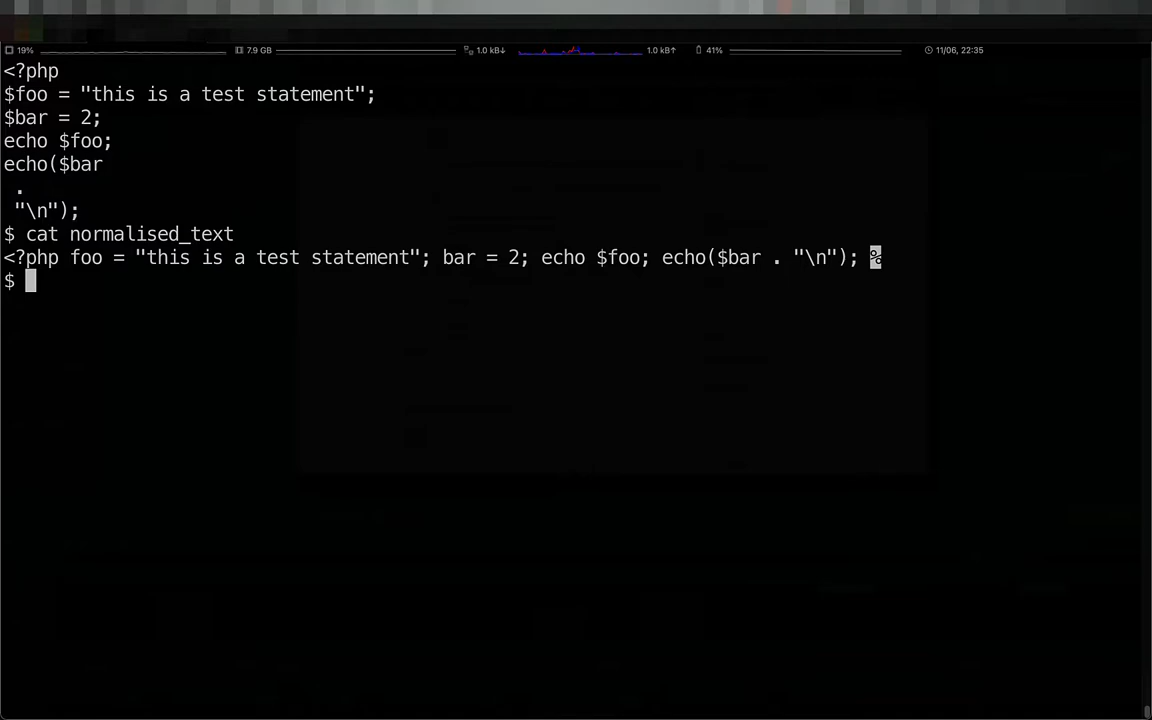 19% 7.9 GB 1.0 kB↓ 1.0 kB↑ 41% 11/06, 22:35
<?php
$foo = "this is a test statement";
$bar = 2;
echo $foo;
echo($bar
 .
 "\n");
$ cat normalised_text
<?php foo = "this is a test statement"; bar = 2; echo $foo; echo($bar . "\n"); %
$